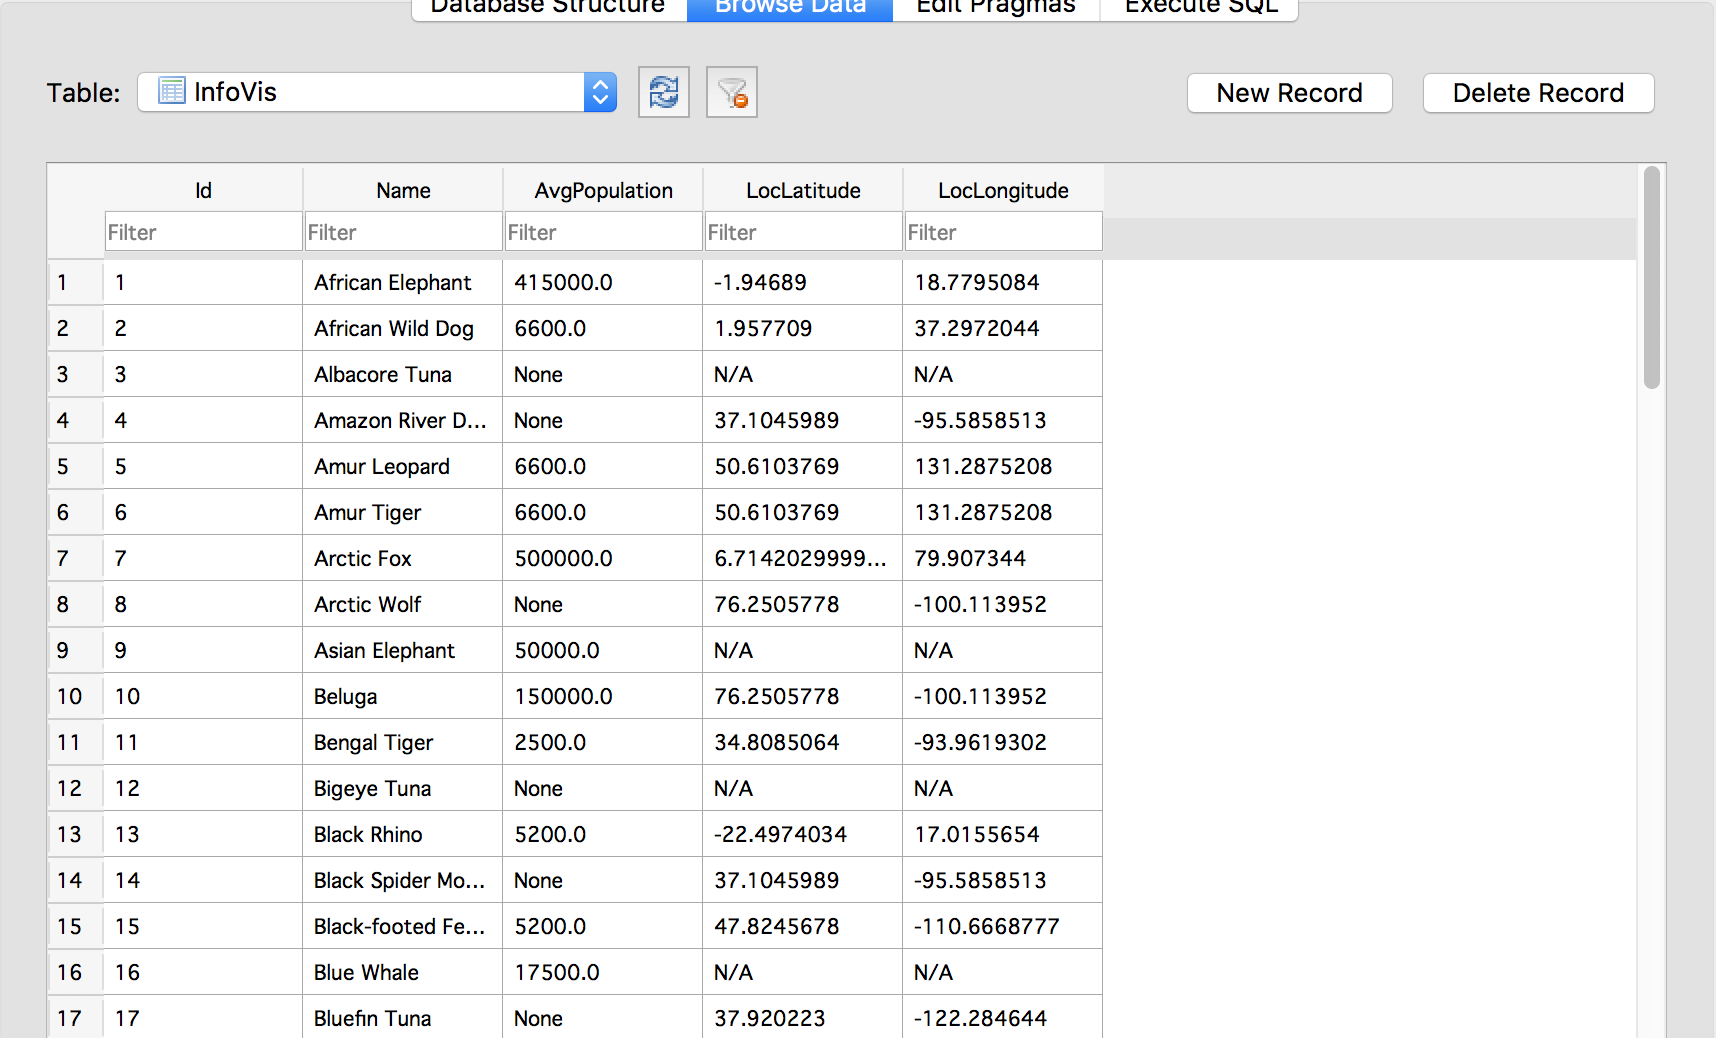 Database Structure Browse Data Edit Pragmas Execute SQL
Table: InfoVis New Record Delete Record
Id Name AvgPopulation LocLatitude LocLongitude
Filter Filter Filter Filter Filter
1 1 African Elephant 415000.0 -1.94689 18.7795084
2 2 African Wild Dog 6600.0 1.957709 37.2972044
3 3 Albacore Tuna None N/A N/A
4 4 Amazon River D... None 37.1045989 -95.5858513
5 5 Amur Leopard 6600.0 50.6103769 131.2875208
6 6 Amur Tiger 6600.0 50.6103769 131.2875208
7 7 Arctic Fox 500000.0 6.7142029999... 79.907344
8 8 Arctic Wolf None 76.2505778 -100.113952
9 9 Asian Elephant 50000.0 N/A N/A
10 10 Beluga 150000.0 76.2505778 -100.113952
11 11 Bengal Tiger 2500.0 34.8085064 -93.9619302
12 12 Bigeye Tuna None N/A N/A
13 13 Black Rhino 5200.0 -22.4974034 17.0155654
14 14 Black Spider Mo... None 37.1045989 -95.5858513
15 15 Black-footed Fe... 5200.0 47.8245678 -110.6668777
16 16 Blue Whale 17500.0 N/A N/A
17 17 Bluefin Tuna None 37.920223 -122.284644